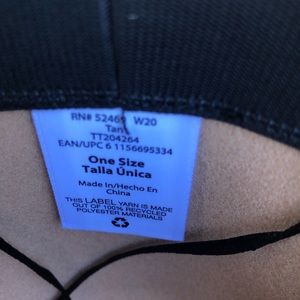 RN# 52469 W20
Tan
TT204264
EAN/UPC 6 1156695334
One Size
Talla Única
Made In/Hecho En
China
THIS LABEL YARN IS MADE
OUT OF 100% RECYCLED
POLYESTER MATERIALS